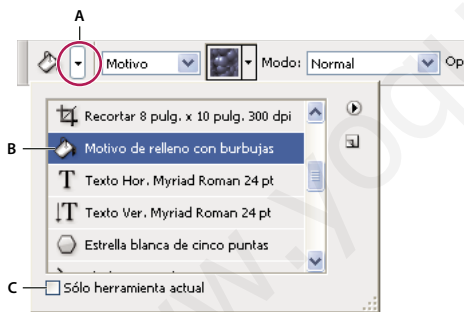 A
Motivo
Modo: Normal
Op
Recortar 8 pulg. x 10 pulg. 300 dpi
B
Motivo de relleno con burbujas
Texto Hor. Myriad Roman 24 pt
Texto Ver. Myriad Roman 24 pt
Estrella blanca de cinco puntas
C
Sólo herramienta actual